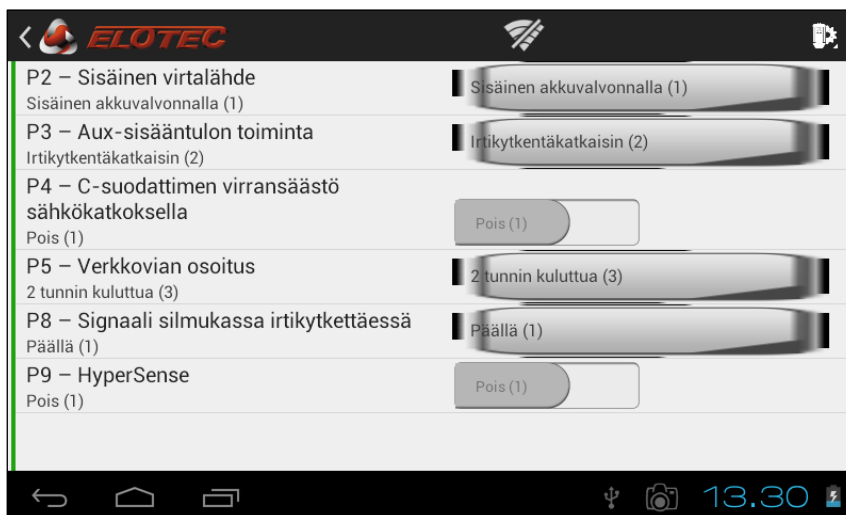 ELOTEC
P2 – Sisäinen virtalähde
Sisäinen akkuvalvonnalla (1)
Sisäinen akkuvalvonnalla (1)
P3 – Aux-sisääntulon toiminta
Irtikytkentäkatkaisin (2)
Irtikytkentäkatkaisin (2)
P4 – C-suodattimen virransäästö
sähkökatkoksella
Pois (1)
Pois (1)
P5 – Verkkovian osoitus
2 tunnin kuluttua (3)
2 tunnin kuluttua (3)
P8 – Signaali silmukassa irtikytkettäessä
Päällä (1)
Päällä (1)
P9 – HyperSense
Pois (1)
Pois (1)
13.30